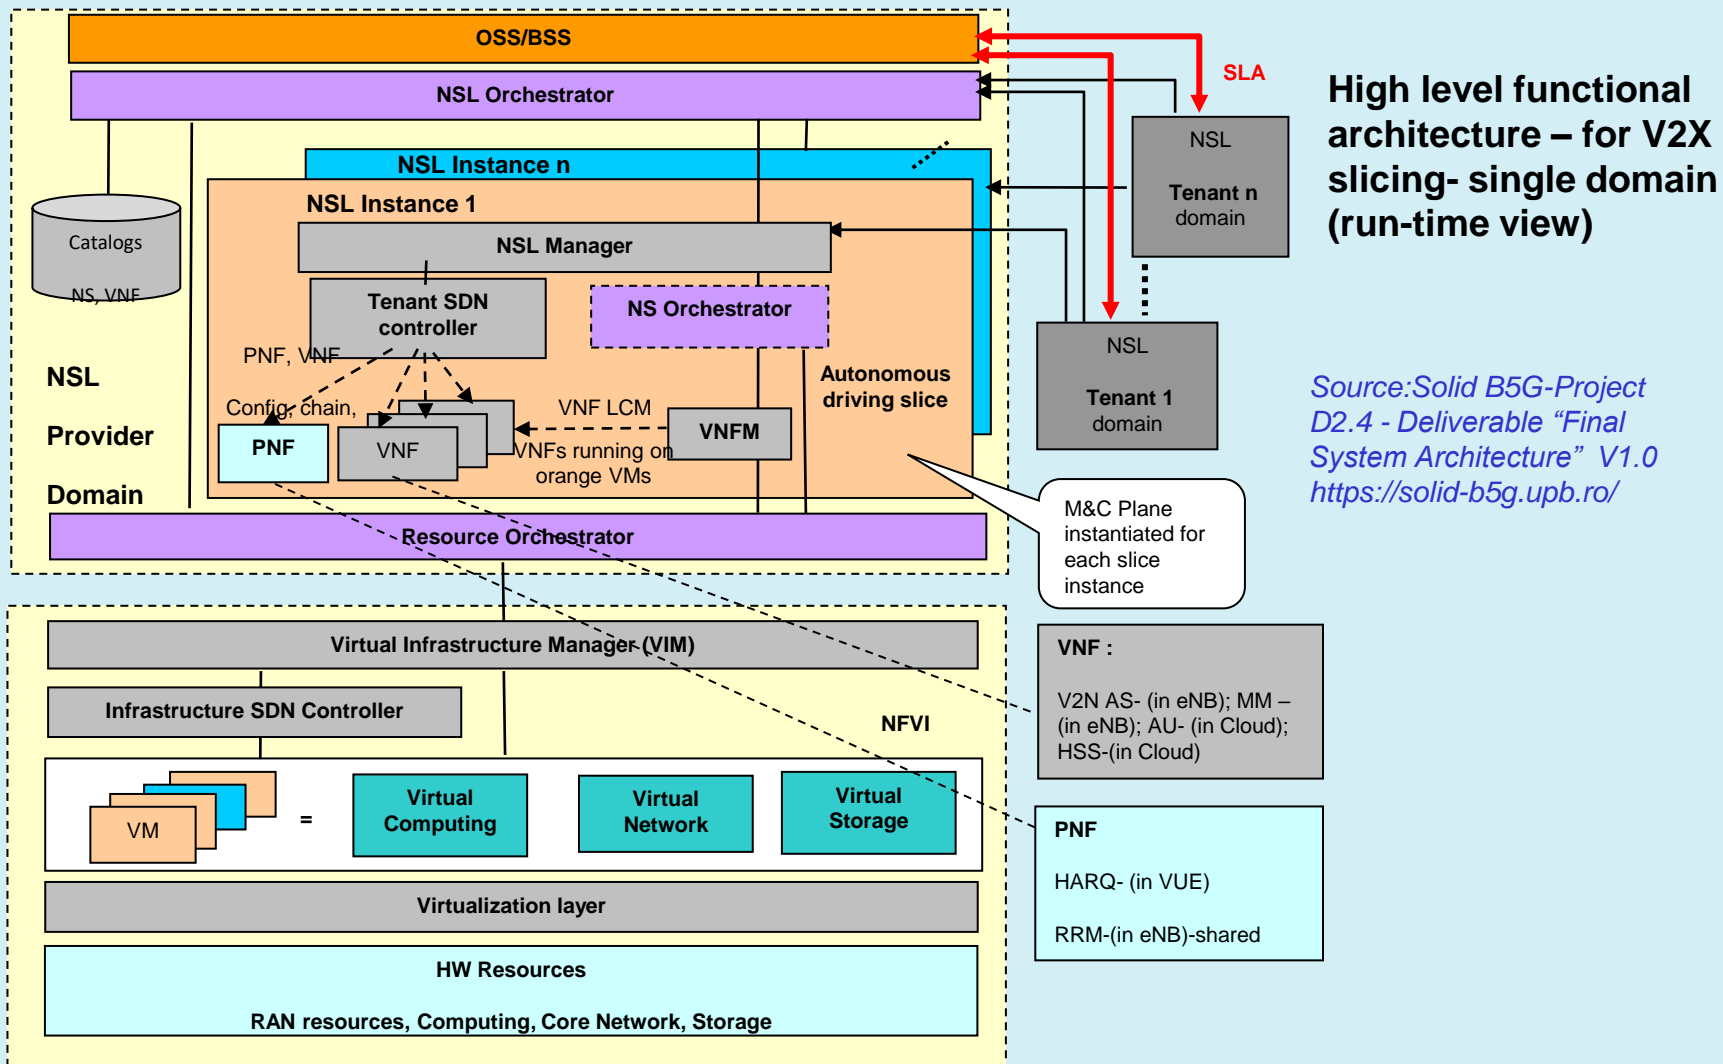 OSS/BSS
SLA
NSL Orchestrator
High level functional
architecture – for V2X
slicing- single domain
(run-time view)
NSL
Tenant n
domain
NSL Instance n
NSL Instance 1
Catalogs
NS, VNF
NSL Manager
Tenant SDN
controller
NS Orchestrator
PNF, VNF
NSL
Tenant 1
domain
NSL
Provider
Domain
Autonomous
driving slice
Source:Solid B5G-Project
D2.4 - Deliverable “Final
System Architecture” V1.0
https://solid-b5g.upb.ro/
Config, chain,
PNF
VNF
VNF LCM
VNFM
VNFs running on
orange VMs
M&C Plane
instantiated for
each slice
instance
Resource Orchestrator
Virtual Infrastructure Manager (VIM)
Infrastructure SDN Controller
NFVI
VNF :
V2N AS- (in eNB); MM –
(in eNB); AU- (in Cloud);
HSS-(in Cloud)
VM
=
Virtual
Computing
Virtual
Network
Virtual
Storage
PNF
HARQ- (in VUE)
RRM-(in eNB)-shared
Virtualization layer
HW Resources
RAN resources, Computing, Core Network, Storage